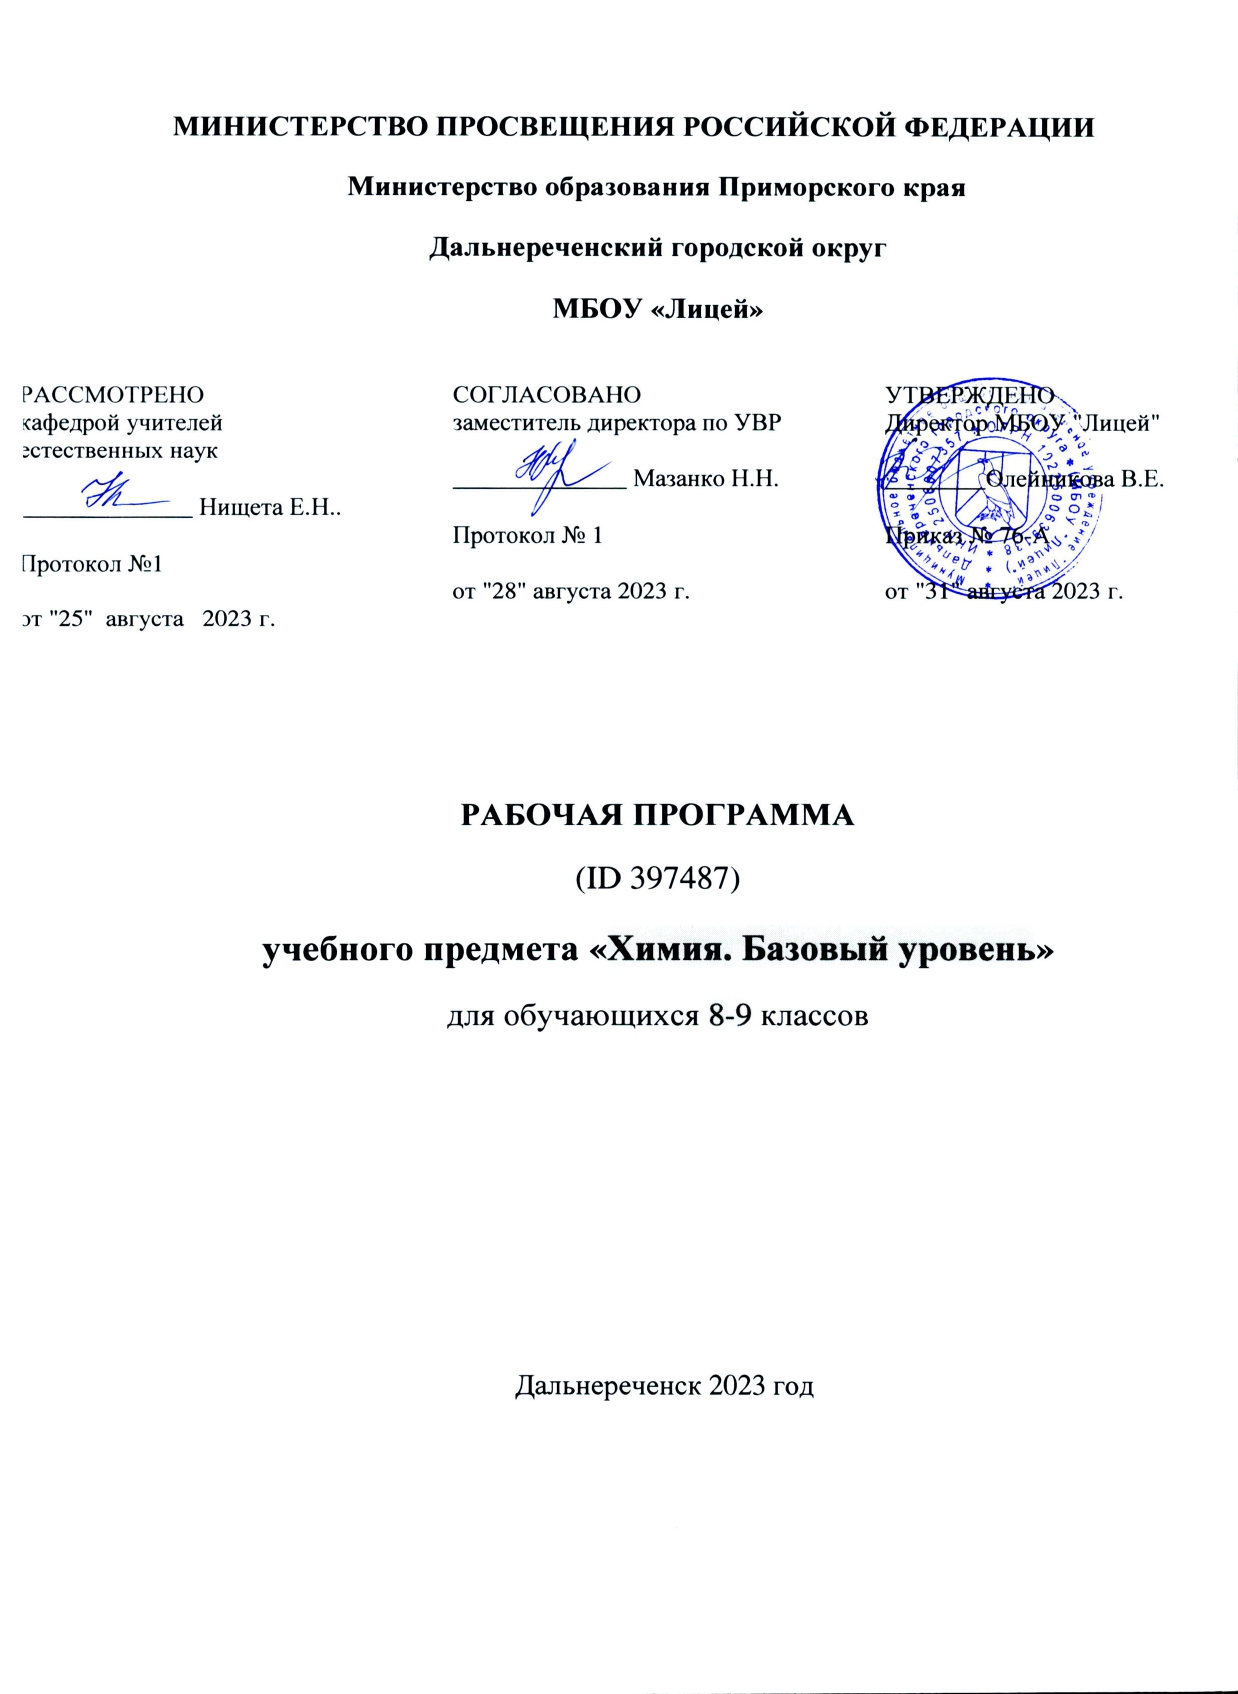 МИНИСТЕРСТВО ПРОСВЕЩЕНИЯ РОССИЙСКОЙ ФЕДЕРАЦИИ
Министерство образования Приморского края
Дальнереченский городской округ
МБОУ «Лицей»
РАССМОТРЕНО
кафедрой учителей
естественных наук
______________ Нищета Е.Н..
Протокол №1
от "25" августа 2023 г.
СОГЛАСОВАНО
заместитель директора по УВР
______________ Мазанко Н.Н.
Протокол № 1
от "28" августа 2023 г.
УТВЕРЖДЕНО
Директор МБОУ "Лицей"
________Олейникова В.Е.
Приказ № 76-А
от "31" августа 2023 г.
РАБОЧАЯ ПРОГРАММА
(ID 397487)
учебного предмета «Химия. Базовый уровень»
для обучающихся 8-9 классов
Дальнереченск 2023 год